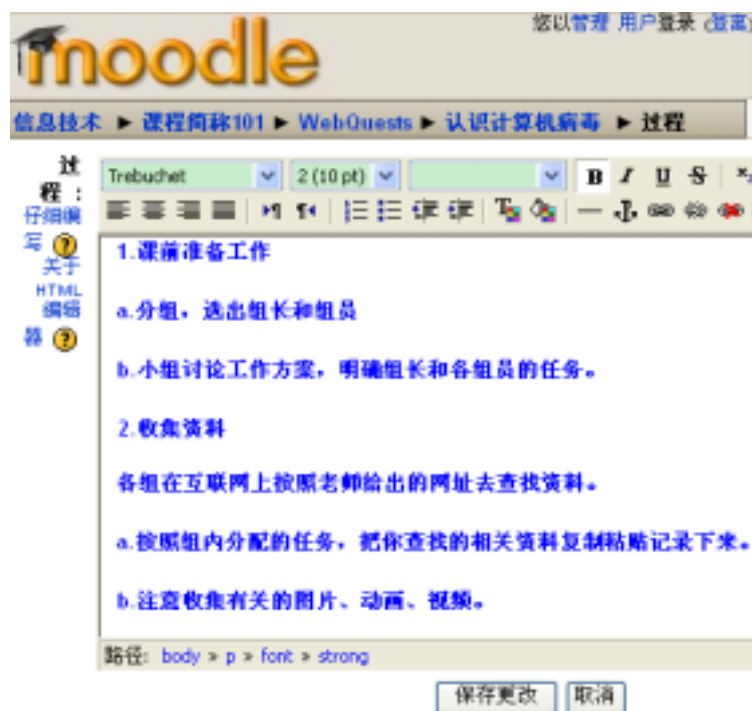 moodle
您以管理 用户登录 (登离)
信息技术 ► 课程简称101 ► WebQuests ► 认识计算机病毒 ► 过程
过
程：
仔细编
写 ?
关于
HTML
编辑
器 ?
Trebuchet 2 (10 pt) B I U S
1.课前准备工作
a.分组，选出组长和组员
b.小组讨论工作方案，明确组长和各组员的任务。
2.收集资料
各组在互联网上按照老师给出的网址去查找资料。
a.按照组内分配的任务，把你查找的相关资料复制粘贴记录下来。
b.注意收集有关的图片、动画、视频。
路径: body » p » font » strong
保存更改 取消